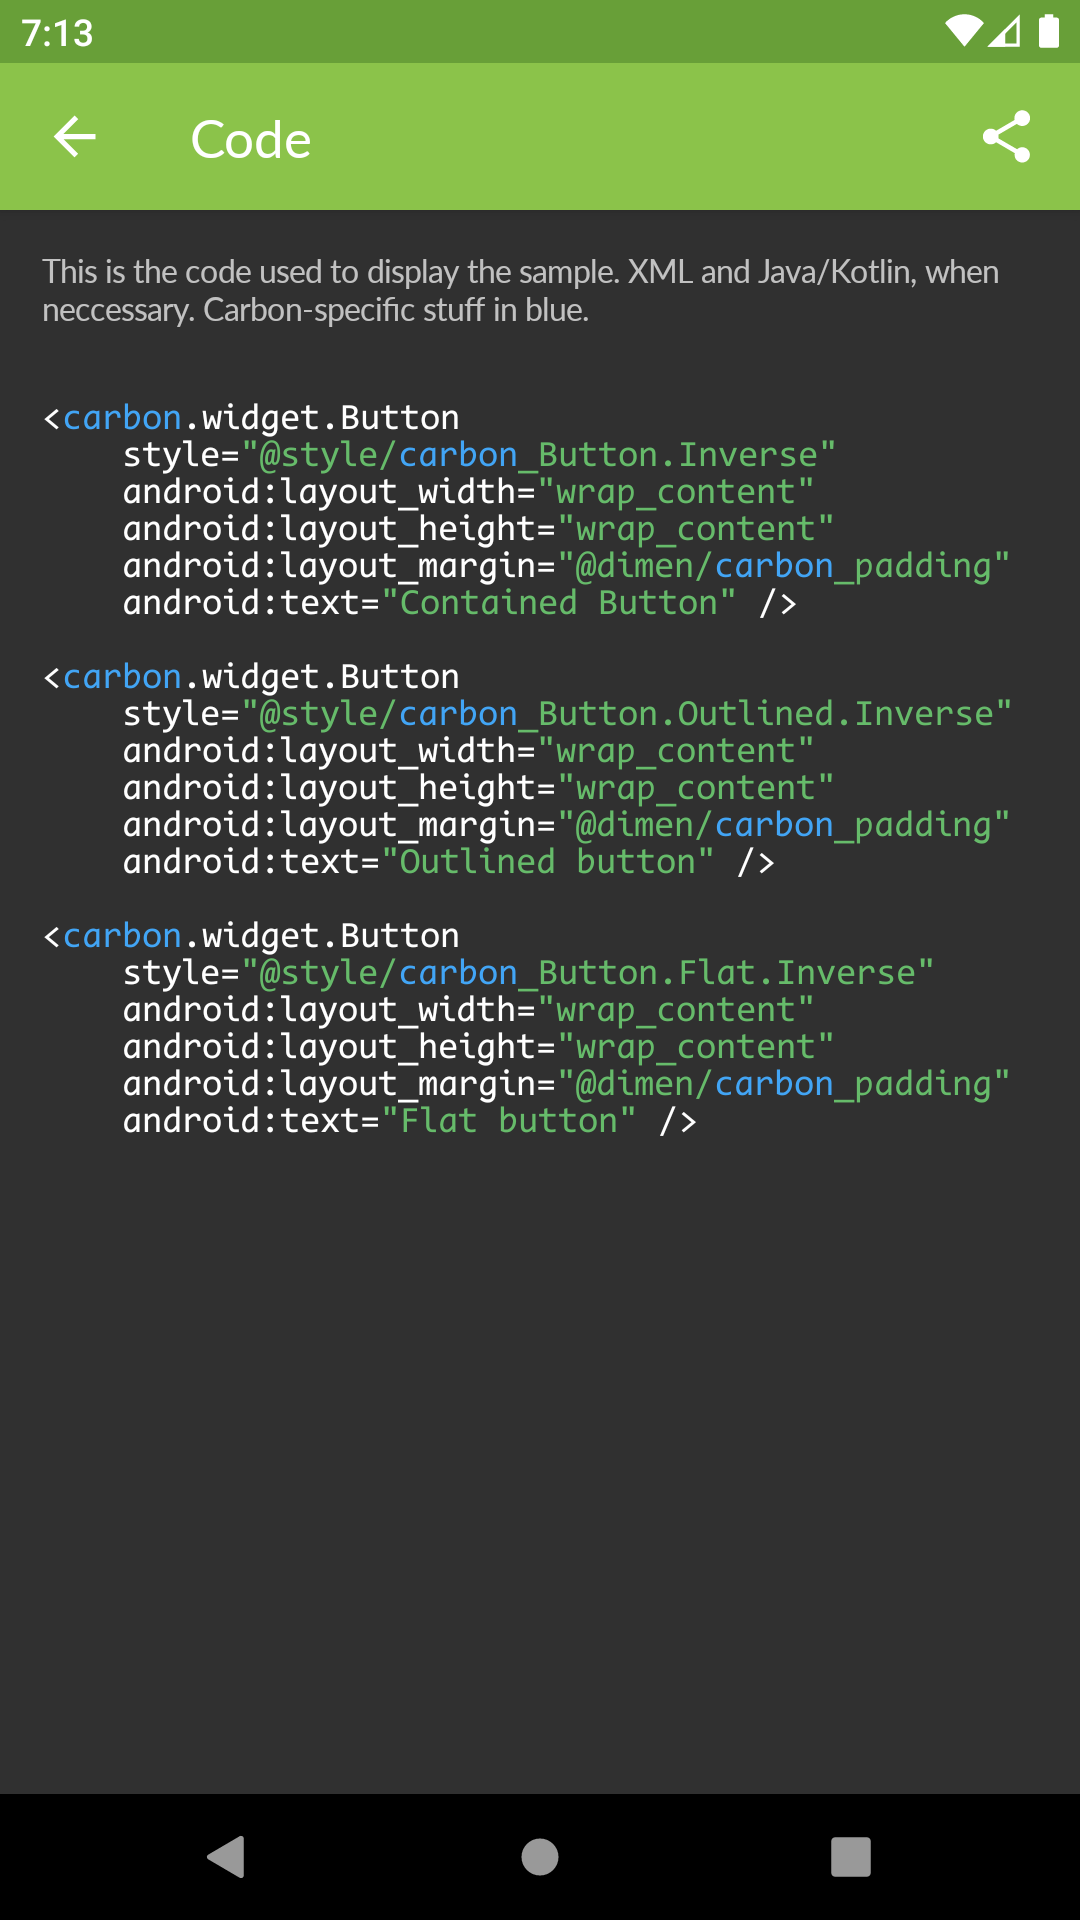 7:13
Code
This is the code used to display the sample. XML and Java/Kotlin, when
neccessary. Carbon-specific stuff in blue.
<carbon.widget.Button
    style="@style/carbon_Button.Inverse"
    android:layout_width="wrap_content"
    android:layout_height="wrap_content"
    android:layout_margin="@dimen/carbon_padding"
    android:text="Contained Button" />
<carbon.widget.Button
    style="@style/carbon_Button.Outlined.Inverse"
    android:layout_width="wrap_content"
    android:layout_height="wrap_content"
    android:layout_margin="@dimen/carbon_padding"
    android:text="Outlined button" />
<carbon.widget.Button
    style="@style/carbon_Button.Flat.Inverse"
    android:layout_width="wrap_content"
    android:layout_height="wrap_content"
    android:layout_margin="@dimen/carbon_padding"
    android:text="Flat button" />